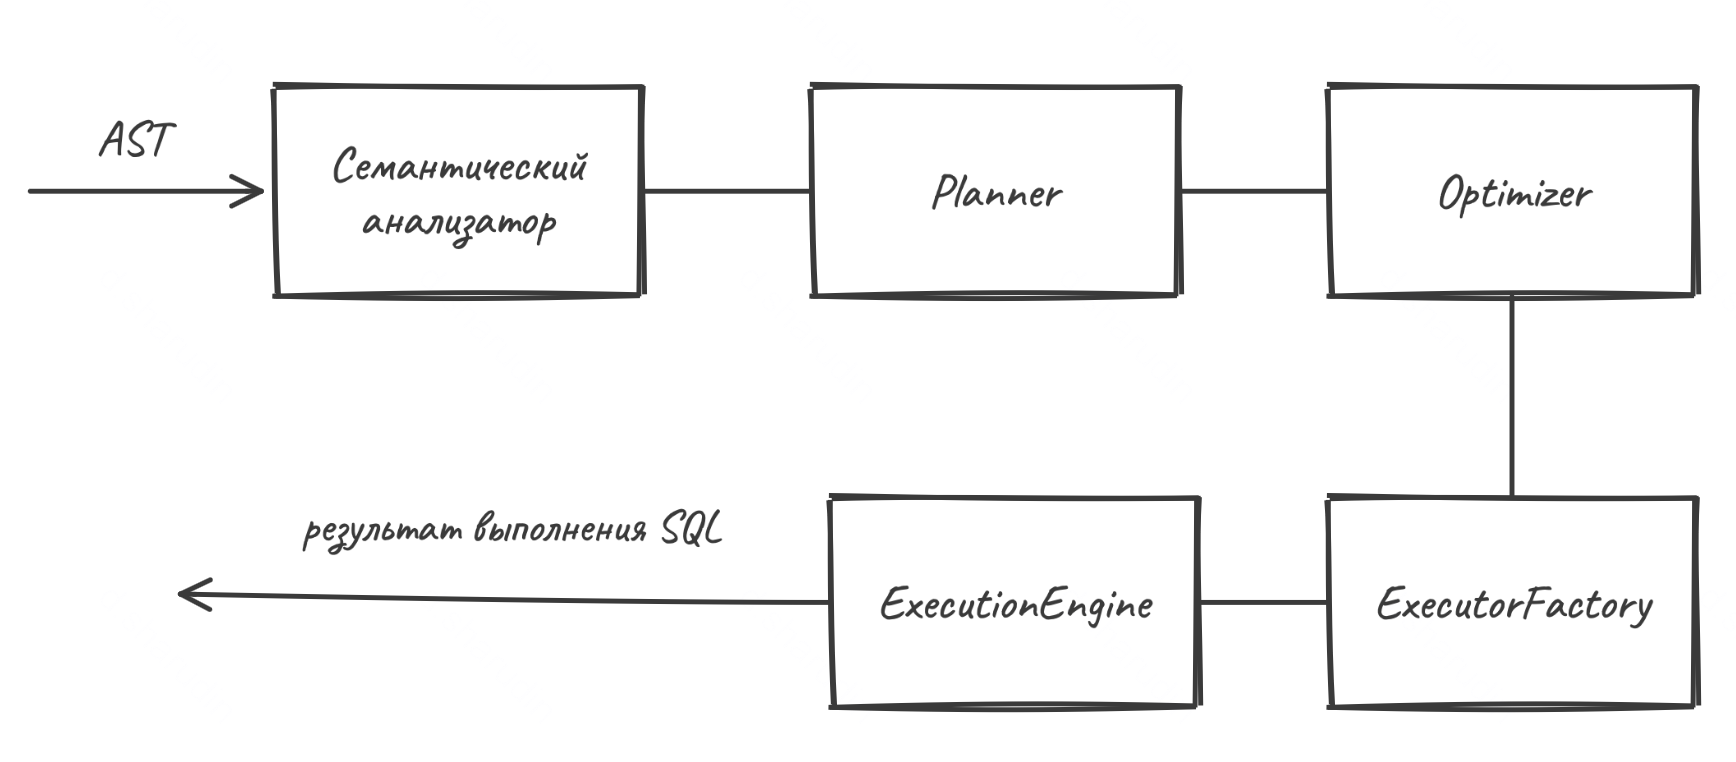 AST
Семантический
анализатор
Planner
Optimizer
результат выполнения SQL
ExecutionEngine
ExecutorFactory